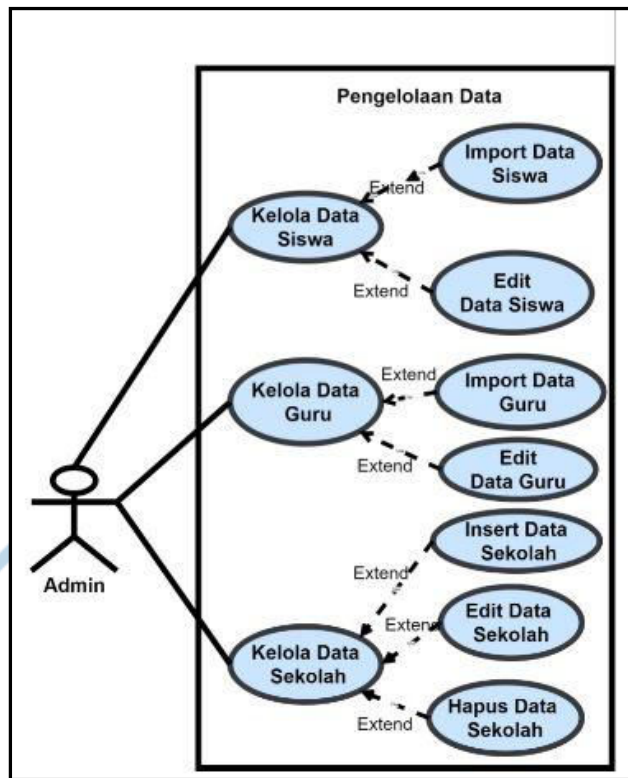 Pengelolaan Data
Import Data
Siswa
Extend
Kelola Data
Siswa
Extend
Edit
Data Siswa
Extend
Import Data
Guru
Kelola Data
Guru
Extend
Edit
Data Guru
Insert Data
Sekolah
Extend
Admin
Edit Data
Sekolah
Extend
Kelola Data
Sekolah
Extend
Hapus Data
Sekolah